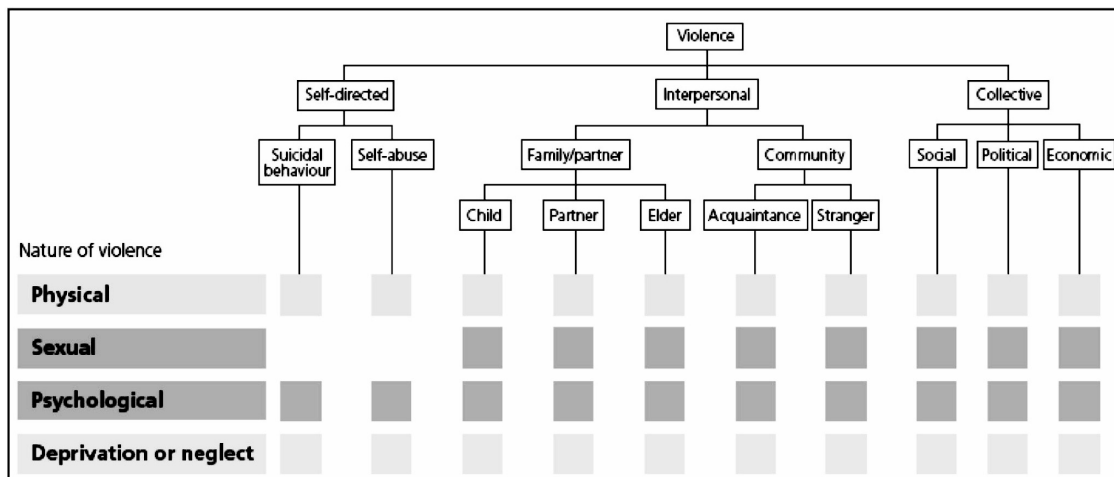 Violence
Self-directed
Interpersonal
Collective
Suicidal
behaviour
Self-abuse
Family/partner
Community
Social
Political
Economic
Child
Partner
Elder
Acquaintance
Stranger
Nature of violence
Physical
Sexual
Psychological
Deprivation or neglect